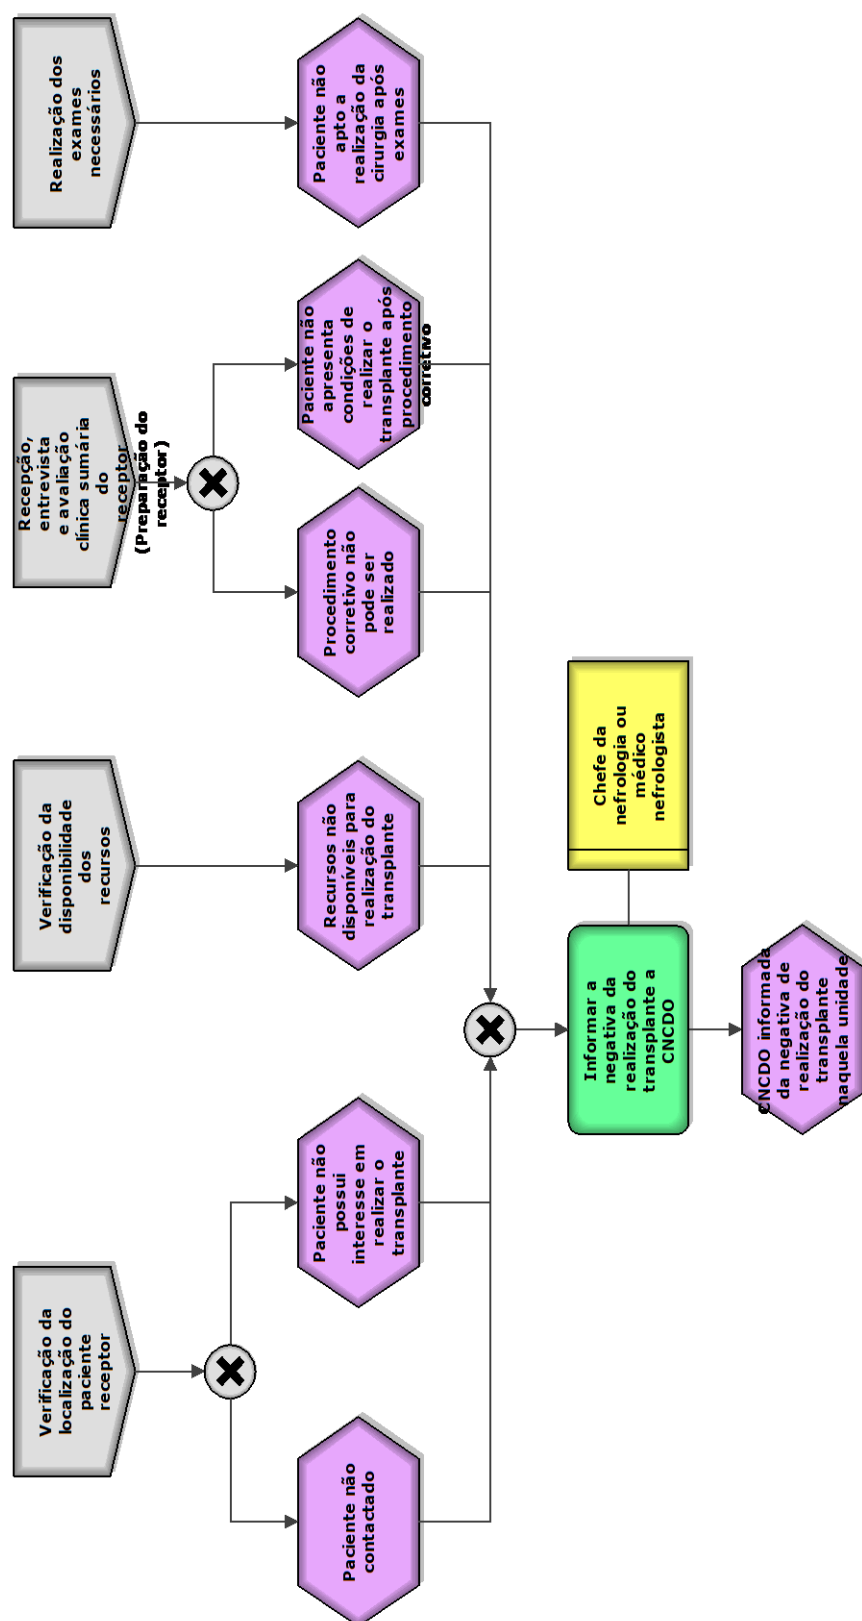 Verificação da
localização do
paciente
receptor
Verificação da
disponibilidade
dos
recursos
Recepção,
entrevista
e avaliação
clínica sumária
do
receptor
(Preparação do
receptor)
Realização dos
exames
necessários
Paciente não
contactado
Paciente não
possui
interesse em
realizar o
transplante
Recursos não
disponíveis para
realização do
transplante
Procedimento
corretivo não
pode ser
realizado
Paciente não
apresenta
condições de
realizar o
transplante após
procedimento
corretivo
Paciente não
apto a
realização da
cirurgia após
exames
Informar a
negativa da
realização do
transplante a
CNCDO
Chefe da
nefrologia ou
médico
nefrologista
CNCDO informada
da negativa de
realização do
transplante
naquela unidade